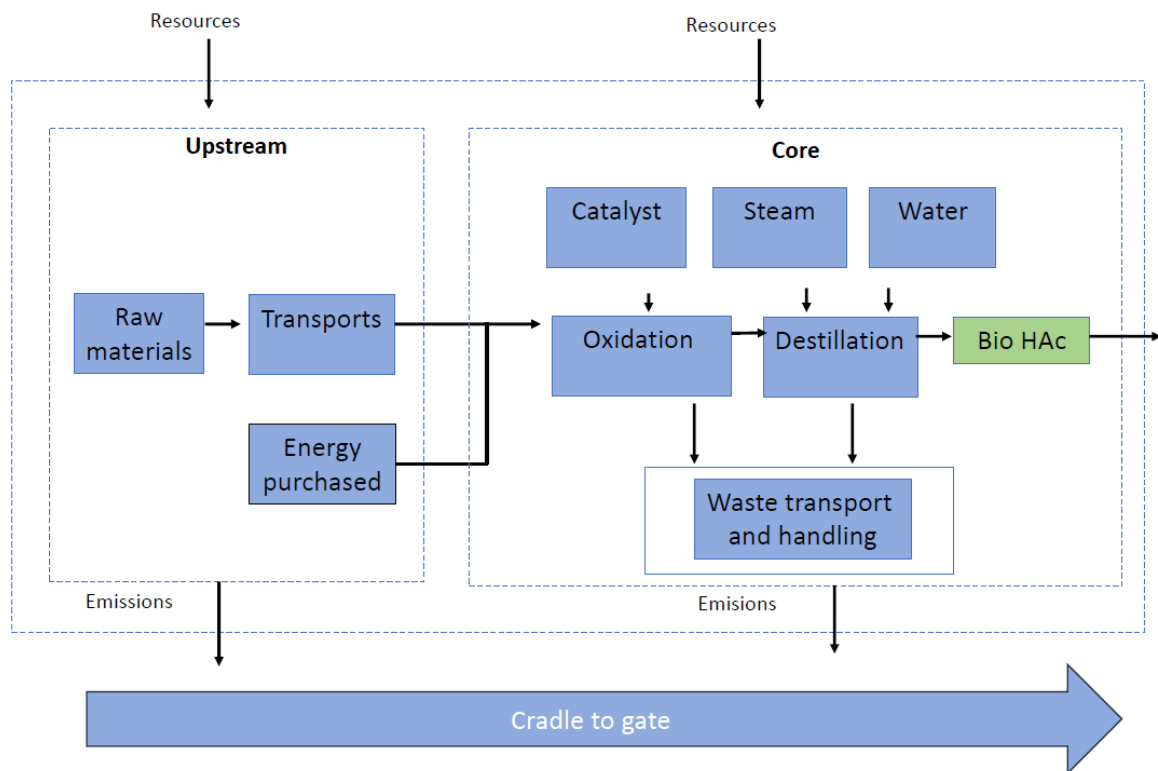 Resources
Resources
Upstream
Core
Catalyst
Steam
Water
Raw
materials
Transports
Oxidation
Destillation
Bio HAc
Energy
purchased
Waste transport
and handling
Emissions
Emisions
Cradle to gate